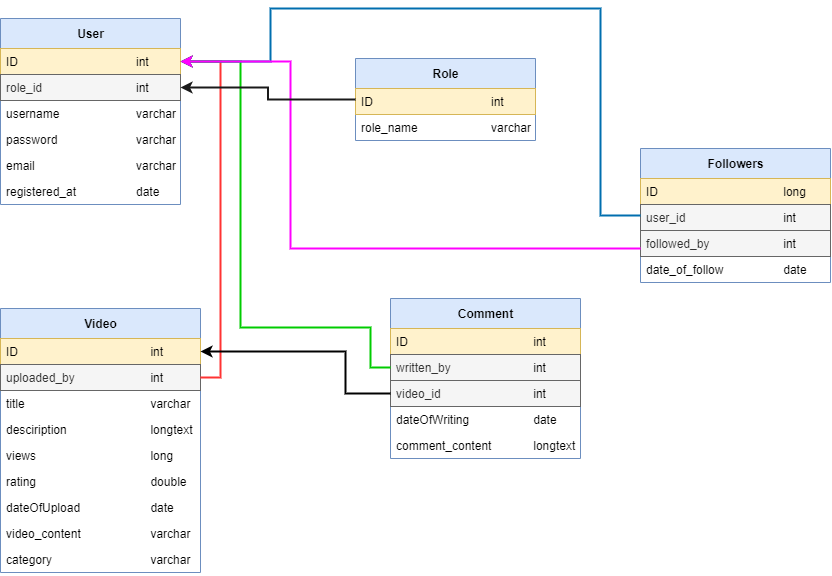 User
ID int
role_id int
username varchar
password varchar
email varchar
registered_at date
Role
ID int
role_name varchar
Followers
ID long
user_id int
followed_by int
date_of_follow date
Video
ID int
uploaded_by int
title varchar
desciription longtext
views long
rating double
dateOfUpload date
video_content varchar
category varchar
Comment
ID int
written_by int
video_id int
dateOfWriting date
comment_content longtext